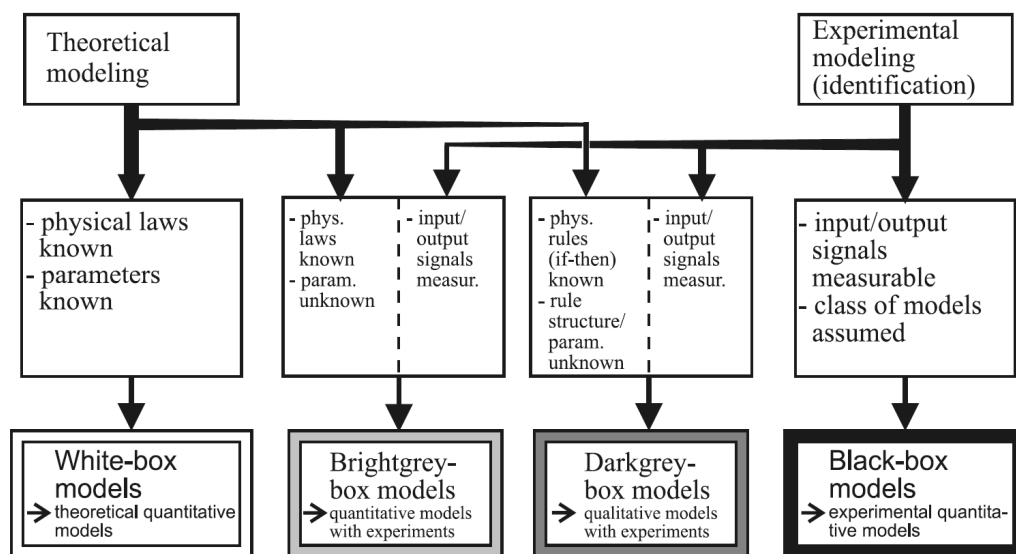 Theoretical
modeling
Experimental
modeling
(identification)
- physical laws
known
- parameters
known
- phys.
laws
known
- param.
unknown
- input/
output
signals
measur.
- phys.
rules
(if-then)
known
- rule
structure/
param.
unknown
- input/
output
signals
measur.
- input/output
signals
measurable
- class of models
assumed
White-box
models
theoretical quantitative
models
Brightgrey-
box models
quantitative models
with experiments
Darkgrey-
box models
qualitative models
with experiments
Black-box
models
experimental quantita-
tive models